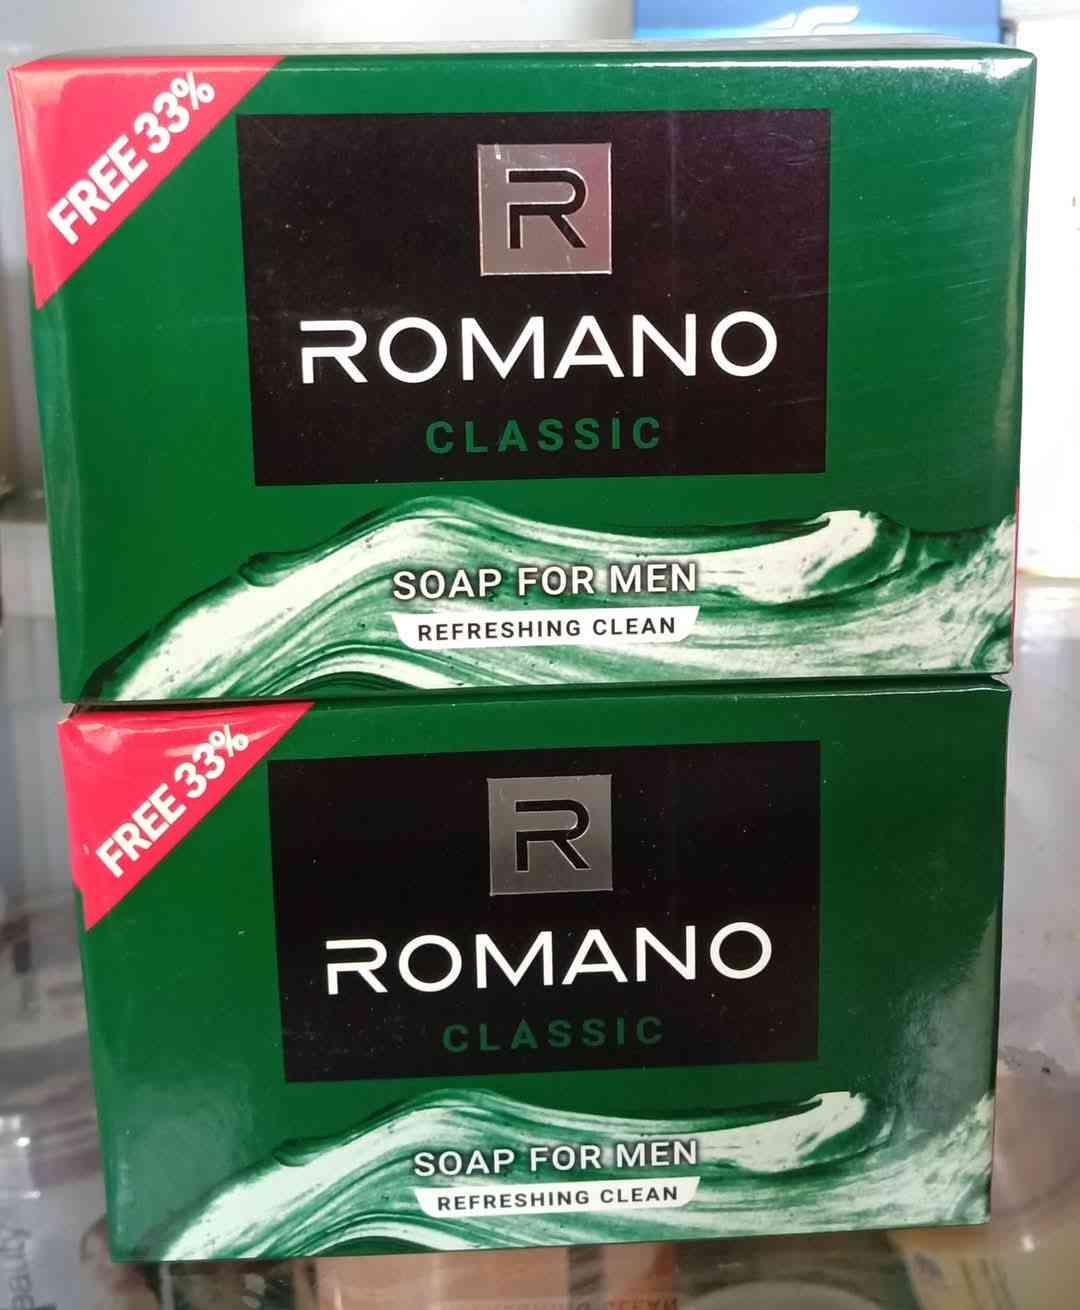 FREE 33%
R
ROMANO
CLASSIC
SOAP FOR MEN
REFRESHING CLEAN
FREE 33%
R
ROMANO
CLASSIC
SOAP FOR MEN
REFRESHING CLEAN